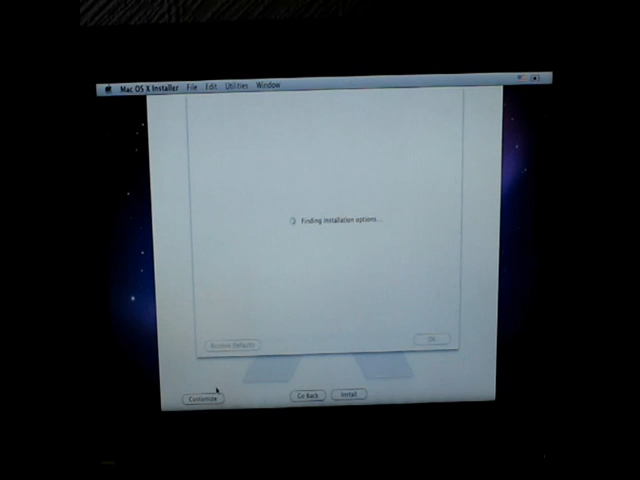 Mac OS X Installer File Edit Utilities Window
Finding installation options...
Restore Defaults OK
Customize Go Back Install